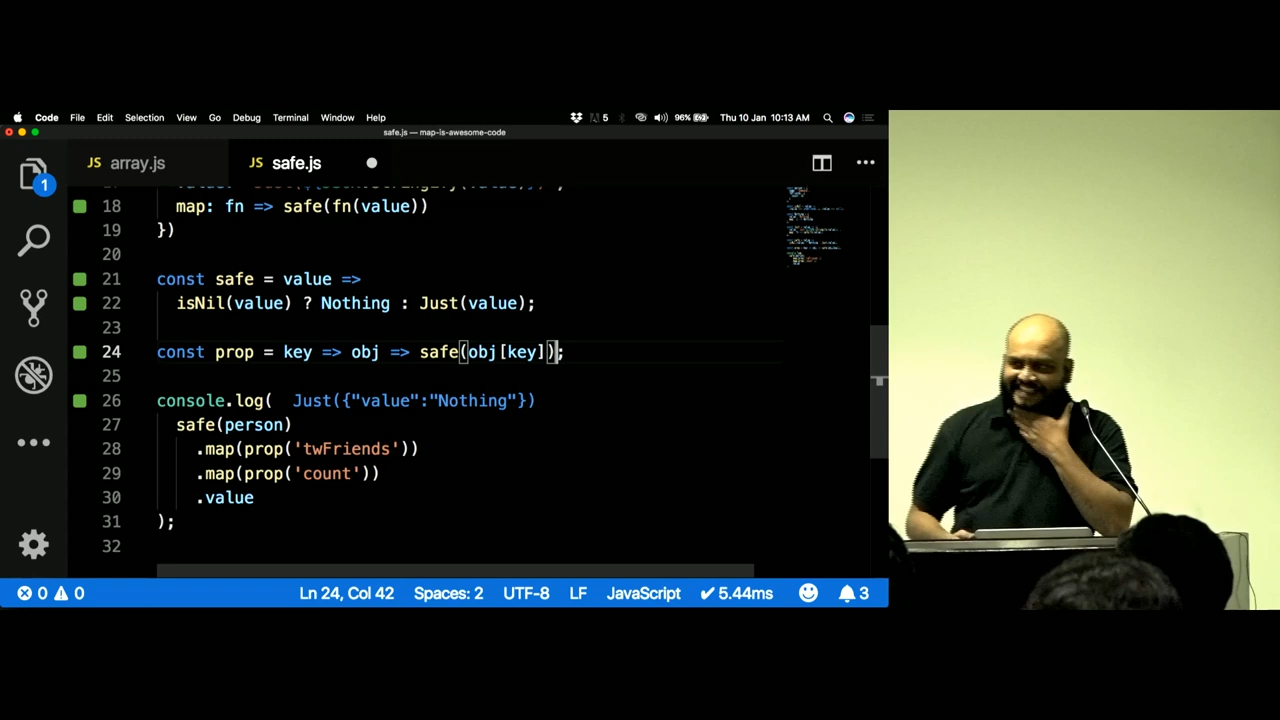 Code File Edit Selection View Go Debug Terminal Window Help 5 96% Thu 10 Jan 10:13 AM
safe.js — map-is-awesome-code
JS array.js JS safe.js
1
18 map: fn => safe(fn(value))
19 })
20
21 const safe = value =>
22 isNil(value) ? Nothing : Just(value);
23
24 const prop = key => obj => safe(obj[key]);
25
26 console.log( Just({"value":"Nothing"})
27 safe(person)
28 .map(prop('twFriends'))
29 .map(prop('count'))
30 .value
31 );
32
0 0 Ln 24, Col 42 Spaces: 2 UTF-8 LF JavaScript ✔ 5.44ms 3